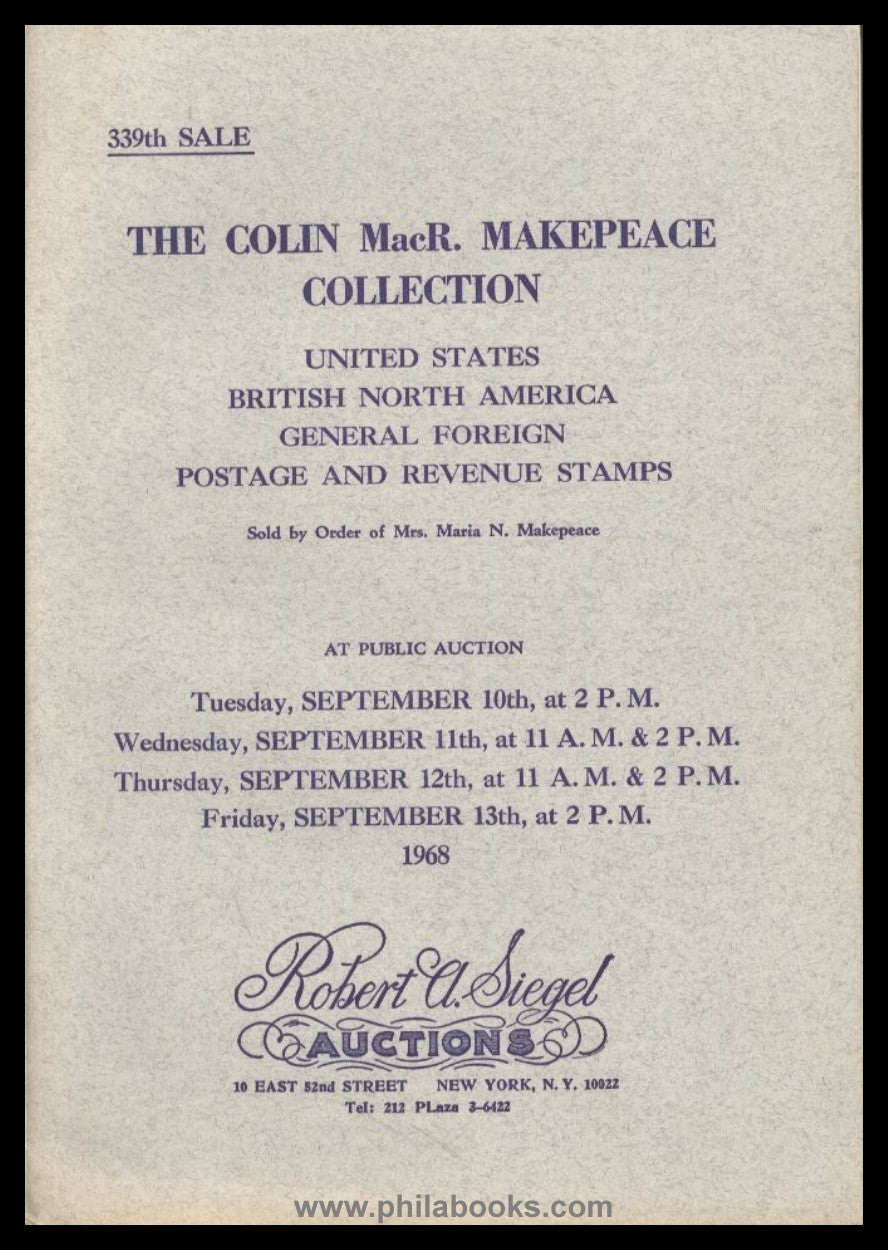 339th SALE
THE COLIN MacR. MAKEPEACE
COLLECTION
UNITED STATES
BRITISH NORTH AMERICA
GENERAL FOREIGN
POSTAGE AND REVENUE STAMPS
Sold by Order of Mrs. Maria N. Makepeace
AT PUBLIC AUCTION
Tuesday, SEPTEMBER 10th, at 2 P. M.
Wednesday, SEPTEMBER 11th, at 11 A. M. & 2 P. M.
Thursday, SEPTEMBER 12th, at 11 A. M. & 2 P. M.
Friday, SEPTEMBER 13th, at 2 P. M.
1968
Robert A. Siegel
AUCTIONS
10 EAST 52nd STREET NEW YORK, N. Y. 10022
Tel: 212 PLaza 3-6422
www.philabooks.com